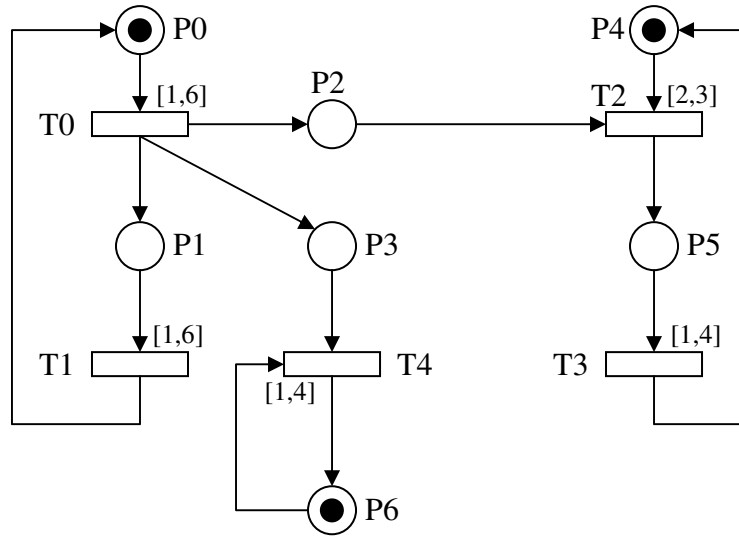 P0
P4
[1,6]
P2
T2
[2,3]
T0
P1
P3
P5
[1,6]
[1,4]
T1
T4
T3
[1,4]
P6